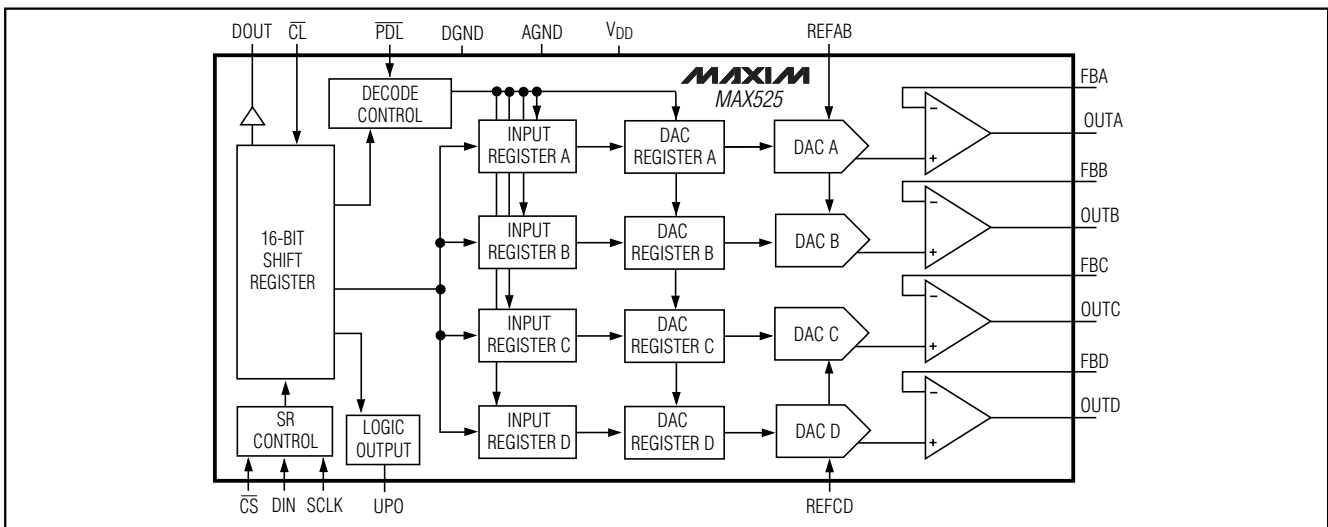 DOUT
CL
PDL
DGND
AGND
VDD
REFAB
FBA
MAXIM
MAX525
DECODE
CONTROL
INPUT
REGISTER A
DAC
REGISTER A
DAC A
OUTA
FBB
16-BIT
SHIFT
REGISTER
INPUT
REGISTER B
DAC
REGISTER B
DAC B
OUTB
FBC
INPUT
REGISTER C
DAC
REGISTER C
DAC C
OUTC
FBD
SR
CONTROL
LOGIC
OUTPUT
INPUT
REGISTER D
DAC
REGISTER D
DAC D
OUTD
CS
DIN
SCLK
UPO
REFCD